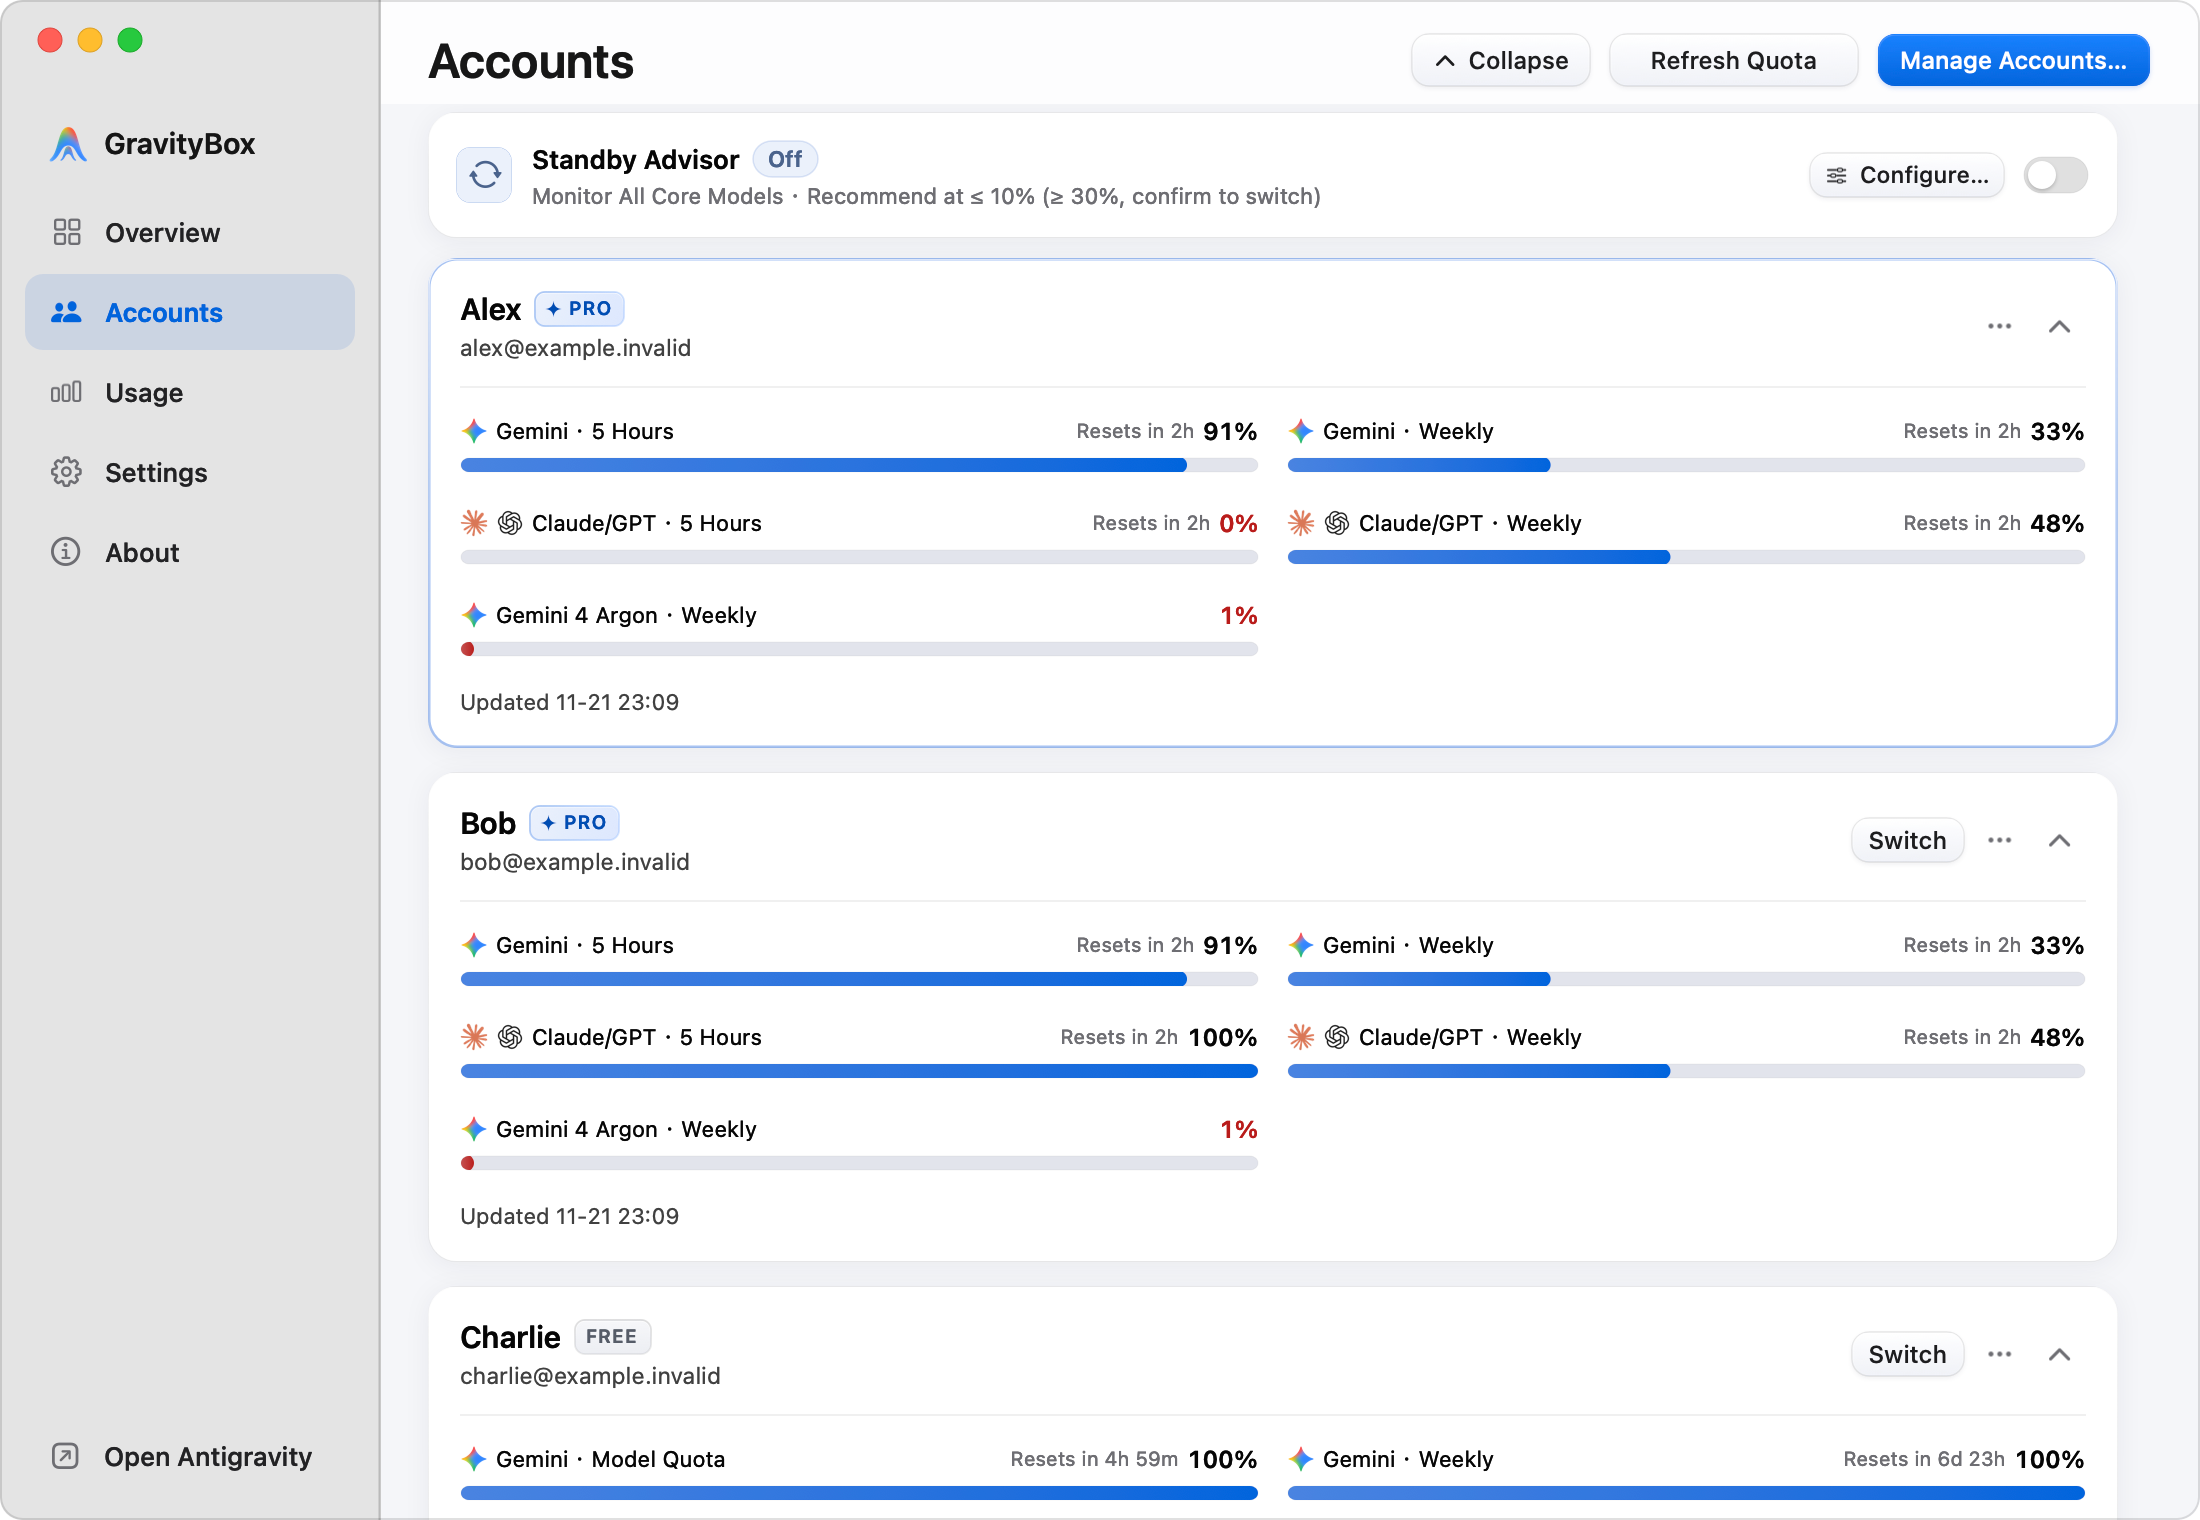 GravityBox
Overview
Accounts
Usage
Settings
About
Open Antigravity
Accounts
Collapse
Refresh Quota
Manage Accounts...
Standby Advisor Off
Monitor All Core Models · Recommend at ≤ 10% (≥ 30%, confirm to switch)
Configure...
Alex PRO
alex@example.invalid
Gemini · 5 Hours Resets in 2h 91%
Gemini · Weekly Resets in 2h 33%
Claude/GPT · 5 Hours Resets in 2h 0%
Claude/GPT · Weekly Resets in 2h 48%
Gemini 4 Argon · Weekly 1%
Updated 11-21 23:09
Bob PRO
bob@example.invalid
Switch
Gemini · 5 Hours Resets in 2h 91%
Gemini · Weekly Resets in 2h 33%
Claude/GPT · 5 Hours Resets in 2h 100%
Claude/GPT · Weekly Resets in 2h 48%
Gemini 4 Argon · Weekly 1%
Updated 11-21 23:09
Charlie FREE
charlie@example.invalid
Switch
Gemini · Model Quota Resets in 4h 59m 100%
Gemini · Weekly Resets in 6d 23h 100%